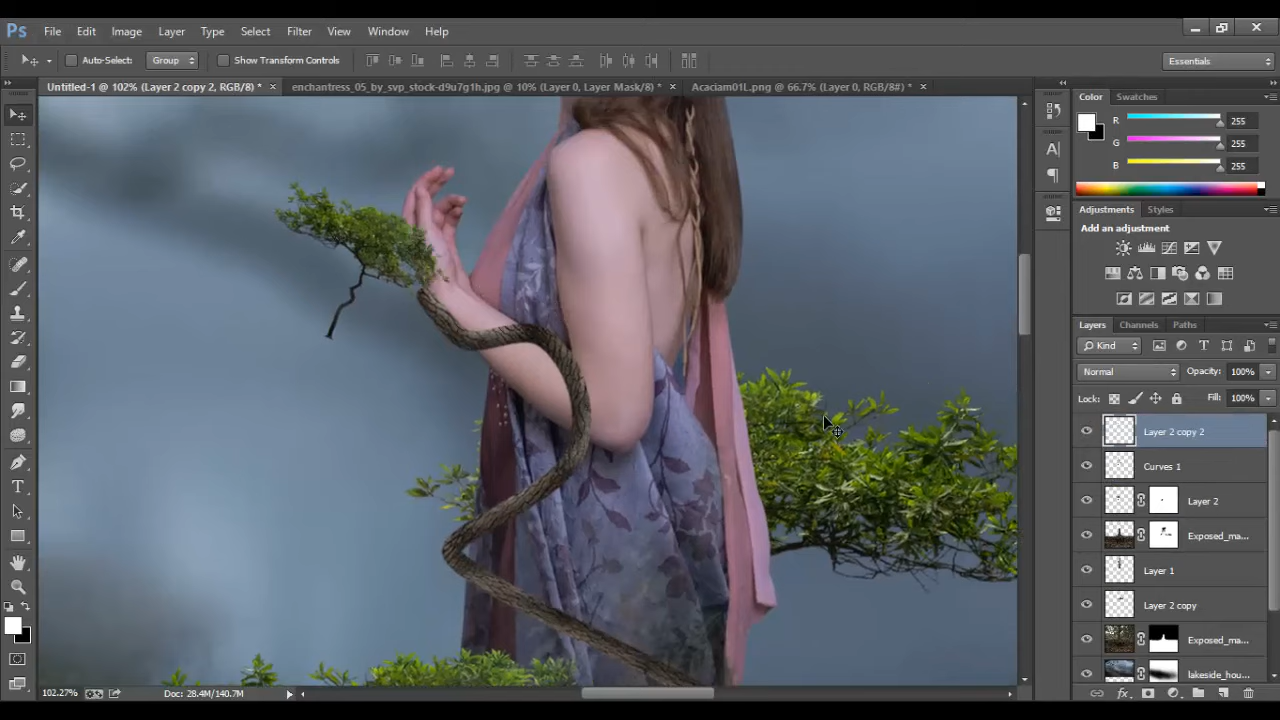 Ps File Edit Image Layer Type Select Filter View Window Help
Auto-Select: Group Show Transform Controls Essentials
Untitled-1 @ 102% (Layer 2 copy 2, RGB/8) * × enchantress_05_by_svp_stock-d9u7g1h.jpg @ 10% (Layer 0, Layer Mask/8) * × Acaciam01L.png @ 66.7% (Layer 0, RGB/8#) * ×
Color Swatches
R 255
G 255
B 255
Adjustments Styles
Add an adjustment
Layers Channels Paths
Kind
Normal Opacity: 100%
Lock: Fill: 100%
Layer 2 copy 2
Curves 1
Layer 2
Exposed_ma...
Layer 1
Layer 2 copy
Exposed_ma...
lakeside_hou...
102.27% Doc: 28.4M/140.7M